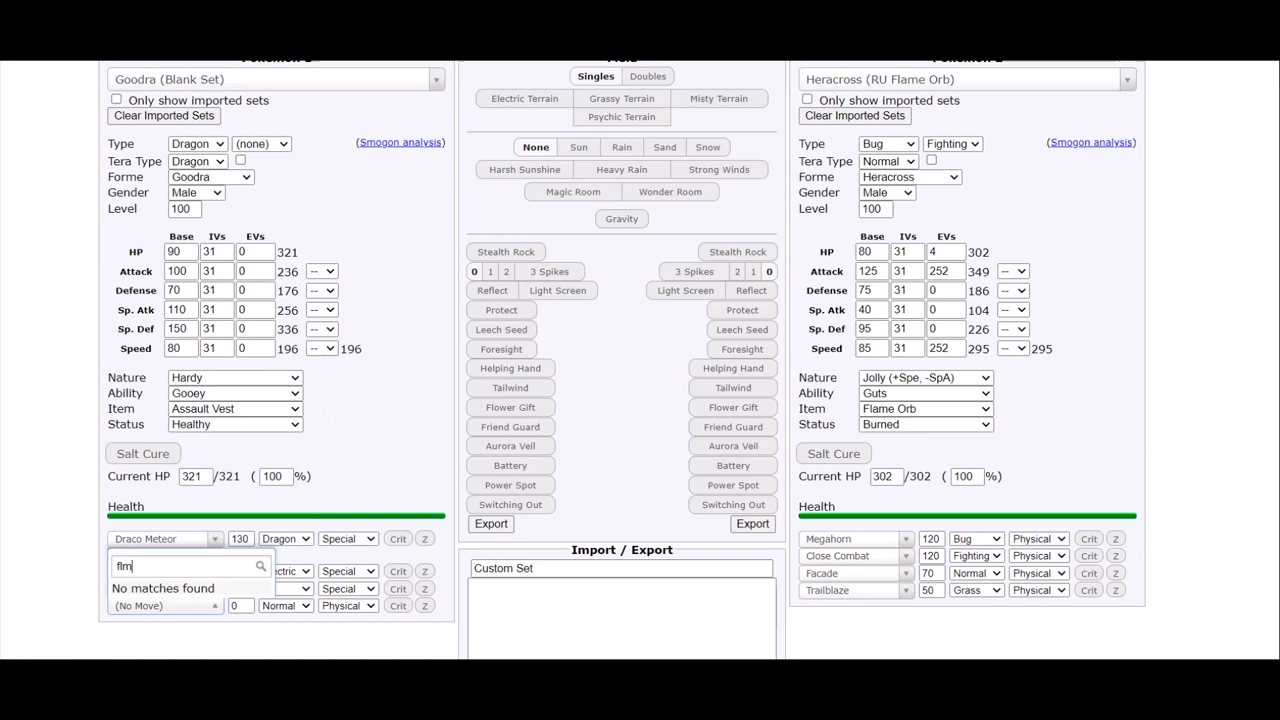 Goodra (Blank Set)
Only show imported sets
Clear Imported Sets
Type Dragon (none) (Smogon analysis)
Tera Type Dragon
Forme Goodra
Gender Male
Level 100
Base IVs EVs
HP 90 31 0 321
Attack 100 31 0 236 --
Defense 70 31 0 176 --
Sp. Atk 110 31 0 256 --
Sp. Def 150 31 0 336 --
Speed 80 31 0 196 -- 196
Nature Hardy
Ability Gooey
Item Assault Vest
Status Healthy
Salt Cure
Current HP 321 /321 ( 100 %)
Health
Draco Meteor 130 Dragon Special Crit Z
flm
ctric Special Crit Z
No matches found Special Crit Z
(No Move) 0 Normal Physical Crit Z
Singles Doubles
Electric Terrain Grassy Terrain Misty Terrain
Psychic Terrain
None Sun Rain Sand Snow
Harsh Sunshine Heavy Rain Strong Winds
Magic Room Wonder Room
Gravity
Stealth Rock Stealth Rock
0 1 2 3 Spikes 3 Spikes 2 1 0
Reflect Light Screen Light Screen Reflect
Protect Protect
Leech Seed Leech Seed
Foresight Foresight
Helping Hand Helping Hand
Tailwind Tailwind
Flower Gift Flower Gift
Friend Guard Friend Guard
Aurora Veil Aurora Veil
Battery Battery
Power Spot Power Spot
Switching Out Switching Out
Export Export
Import / Export
Custom Set
Heracross (RU Flame Orb)
Only show imported sets
Clear Imported Sets
Type Bug Fighting (Smogon analysis)
Tera Type Normal
Forme Heracross
Gender Male
Level 100
Base IVs EVs
HP 80 31 4 302
Attack 125 31 252 349 --
Defense 75 31 0 186 --
Sp. Atk 40 31 0 104 --
Sp. Def 95 31 0 226 --
Speed 85 31 252 295 -- 295
Nature Jolly (+Spe, -SpA)
Ability Guts
Item Flame Orb
Status Burned
Salt Cure
Current HP 302 /302 ( 100 %)
Health
Megahorn 120 Bug Physical Crit Z
Close Combat 120 Fighting Physical Crit Z
Facade 70 Normal Physical Crit Z
Trailblaze 50 Grass Physical Crit Z